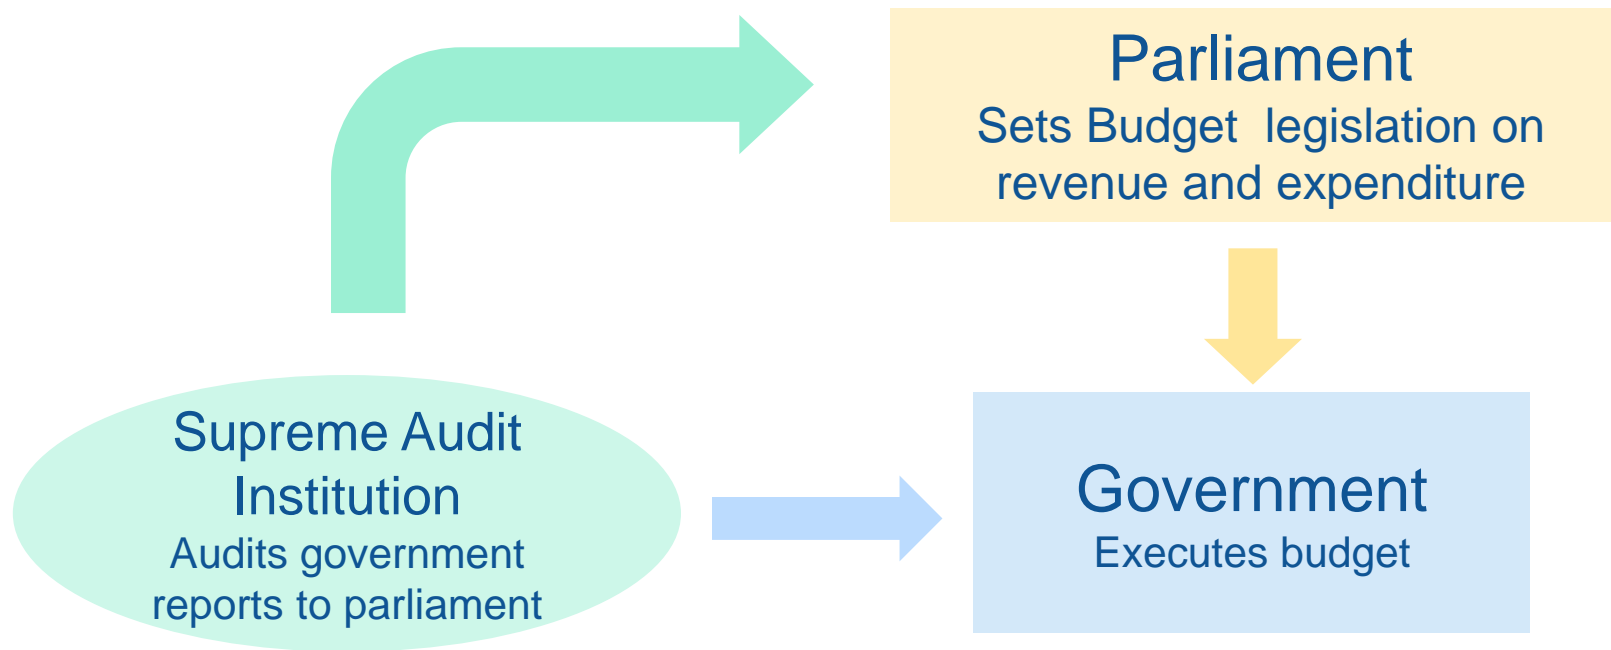 Parliament
Sets Budget  legislation on
revenue and expenditure
Supreme Audit
Institution
Audits government
reports to parliament
Government
Executes budget